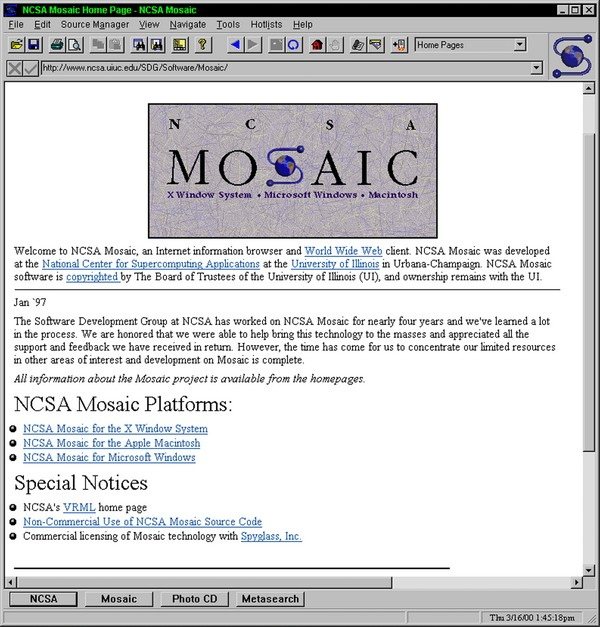 NCSA Mosaic Home Page - NCSA Mosaic
File Edit Source Manager View Navigate Tools Hotlists Help
Home Pages
http://www.ncsa.uiuc.edu/SDG/Software/Mosaic/
N C S A
MOSAIC
X Window System • Microsoft Windows • Macintosh
Welcome to NCSA Mosaic, an Internet information browser and World Wide Web client. NCSA Mosaic was developed
at the National Center for Supercomputing Applications at the University of Illinois in Urbana-Champaign. NCSA Mosaic
software is copyrighted by The Board of Trustees of the University of Illinois (UI), and ownership remains with the UI.
Jan '97
The Software Development Group at NCSA has worked on NCSA Mosaic for nearly four years and we've learned a lot
in the process. We are honored that we were able to help bring this technology to the masses and appreciated all the
support and feedback we have received in return. However, the time has come for us to concentrate our limited resources
in other areas of interest and development on Mosaic is complete.
All information about the Mosaic project is available from the homepages.
NCSA Mosaic Platforms:
NCSA Mosaic for the X Window System
NCSA Mosaic for the Apple Macintosh
NCSA Mosaic for Microsoft Windows
Special Notices
NCSA's VRML home page
Non-Commercial Use of NCSA Mosaic Source Code
Commercial licensing of Mosaic technology with Spyglass, Inc.
NCSA Mosaic Photo CD Metasearch
Thu 3/16/00 1:45:18pm